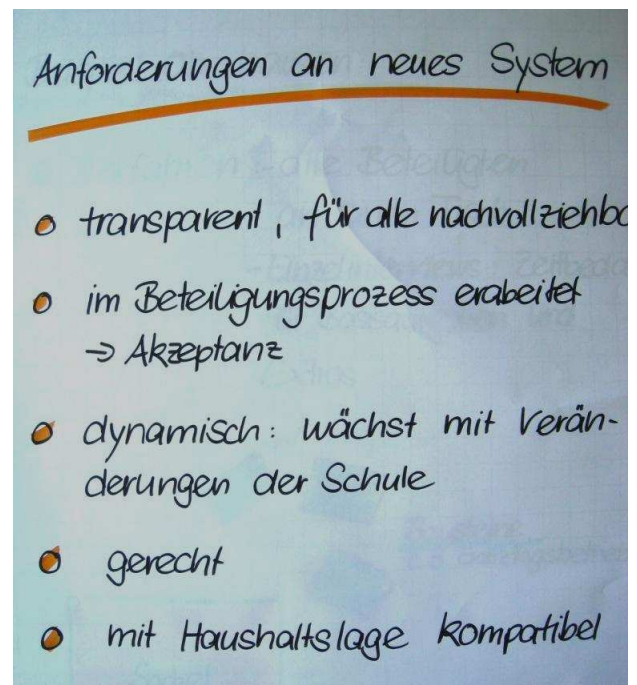 Anforderungen an neues System
transparent, für alle nachvollziehba
im Beteiligungsprozess erabeitet
→ Akzeptanz
dynamisch: wächst mit Verän-
derungen der Schule
gerecht
mit Haushaltslage kompatibel